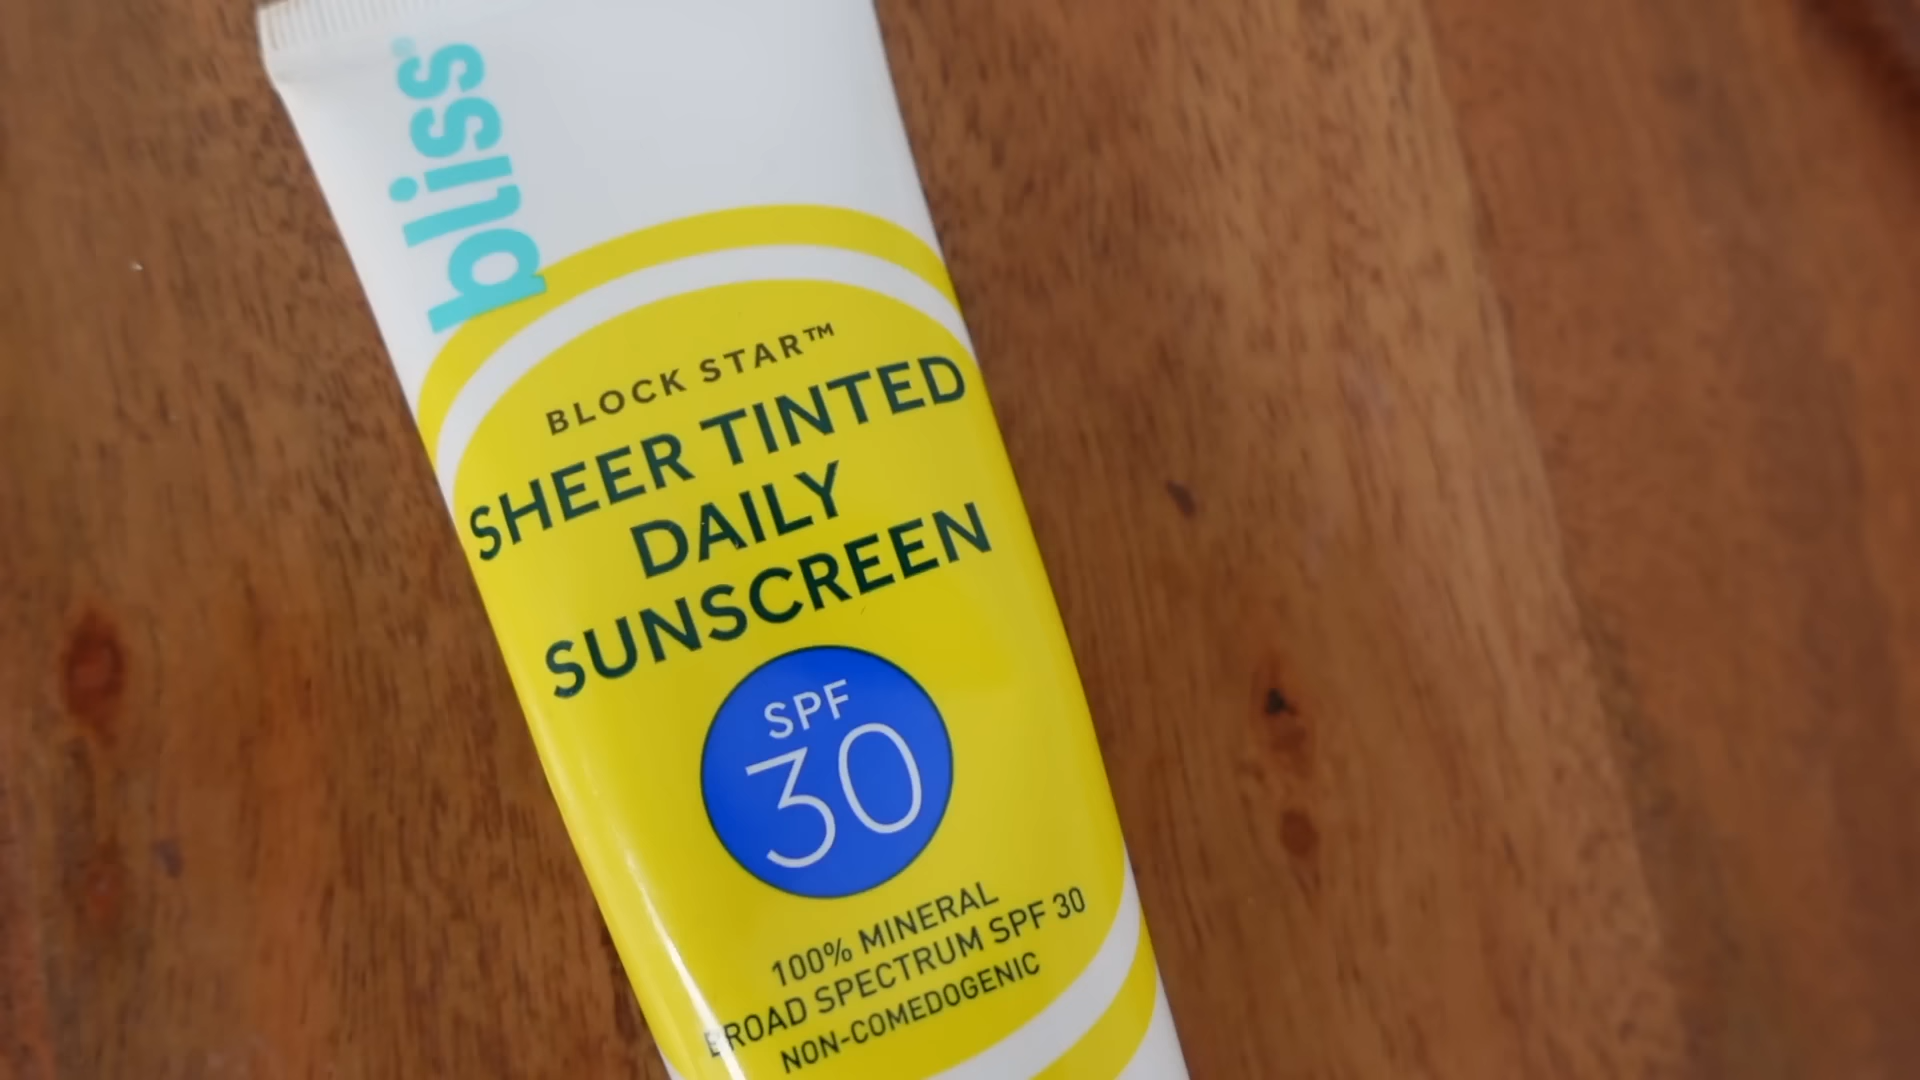 bliss®
BLOCK STAR™
SHEER TINTED
DAILY
SUNSCREEN
SPF
30
100% MINERAL
BROAD SPECTRUM SPF 30
NON-COMEDOGENIC